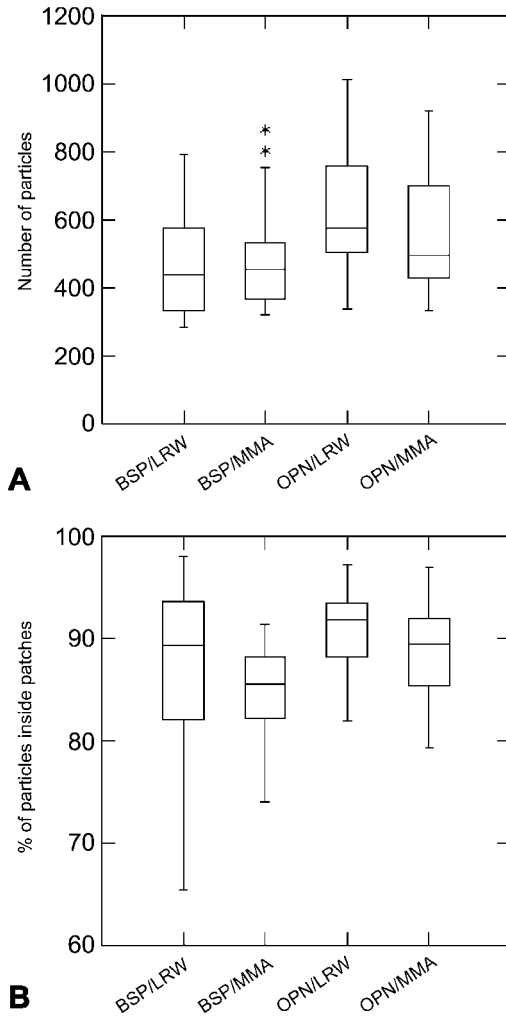 1200
1000
800
600
400
200
0
Number of particles
BSP/LRW
BSP/MMA
OPN/LRW
OPN/MMA
A
100
90
80
70
60
% of particles inside patches
BSP/LRW
BSP/MMA
OPN/LRW
OPN/MMA
B